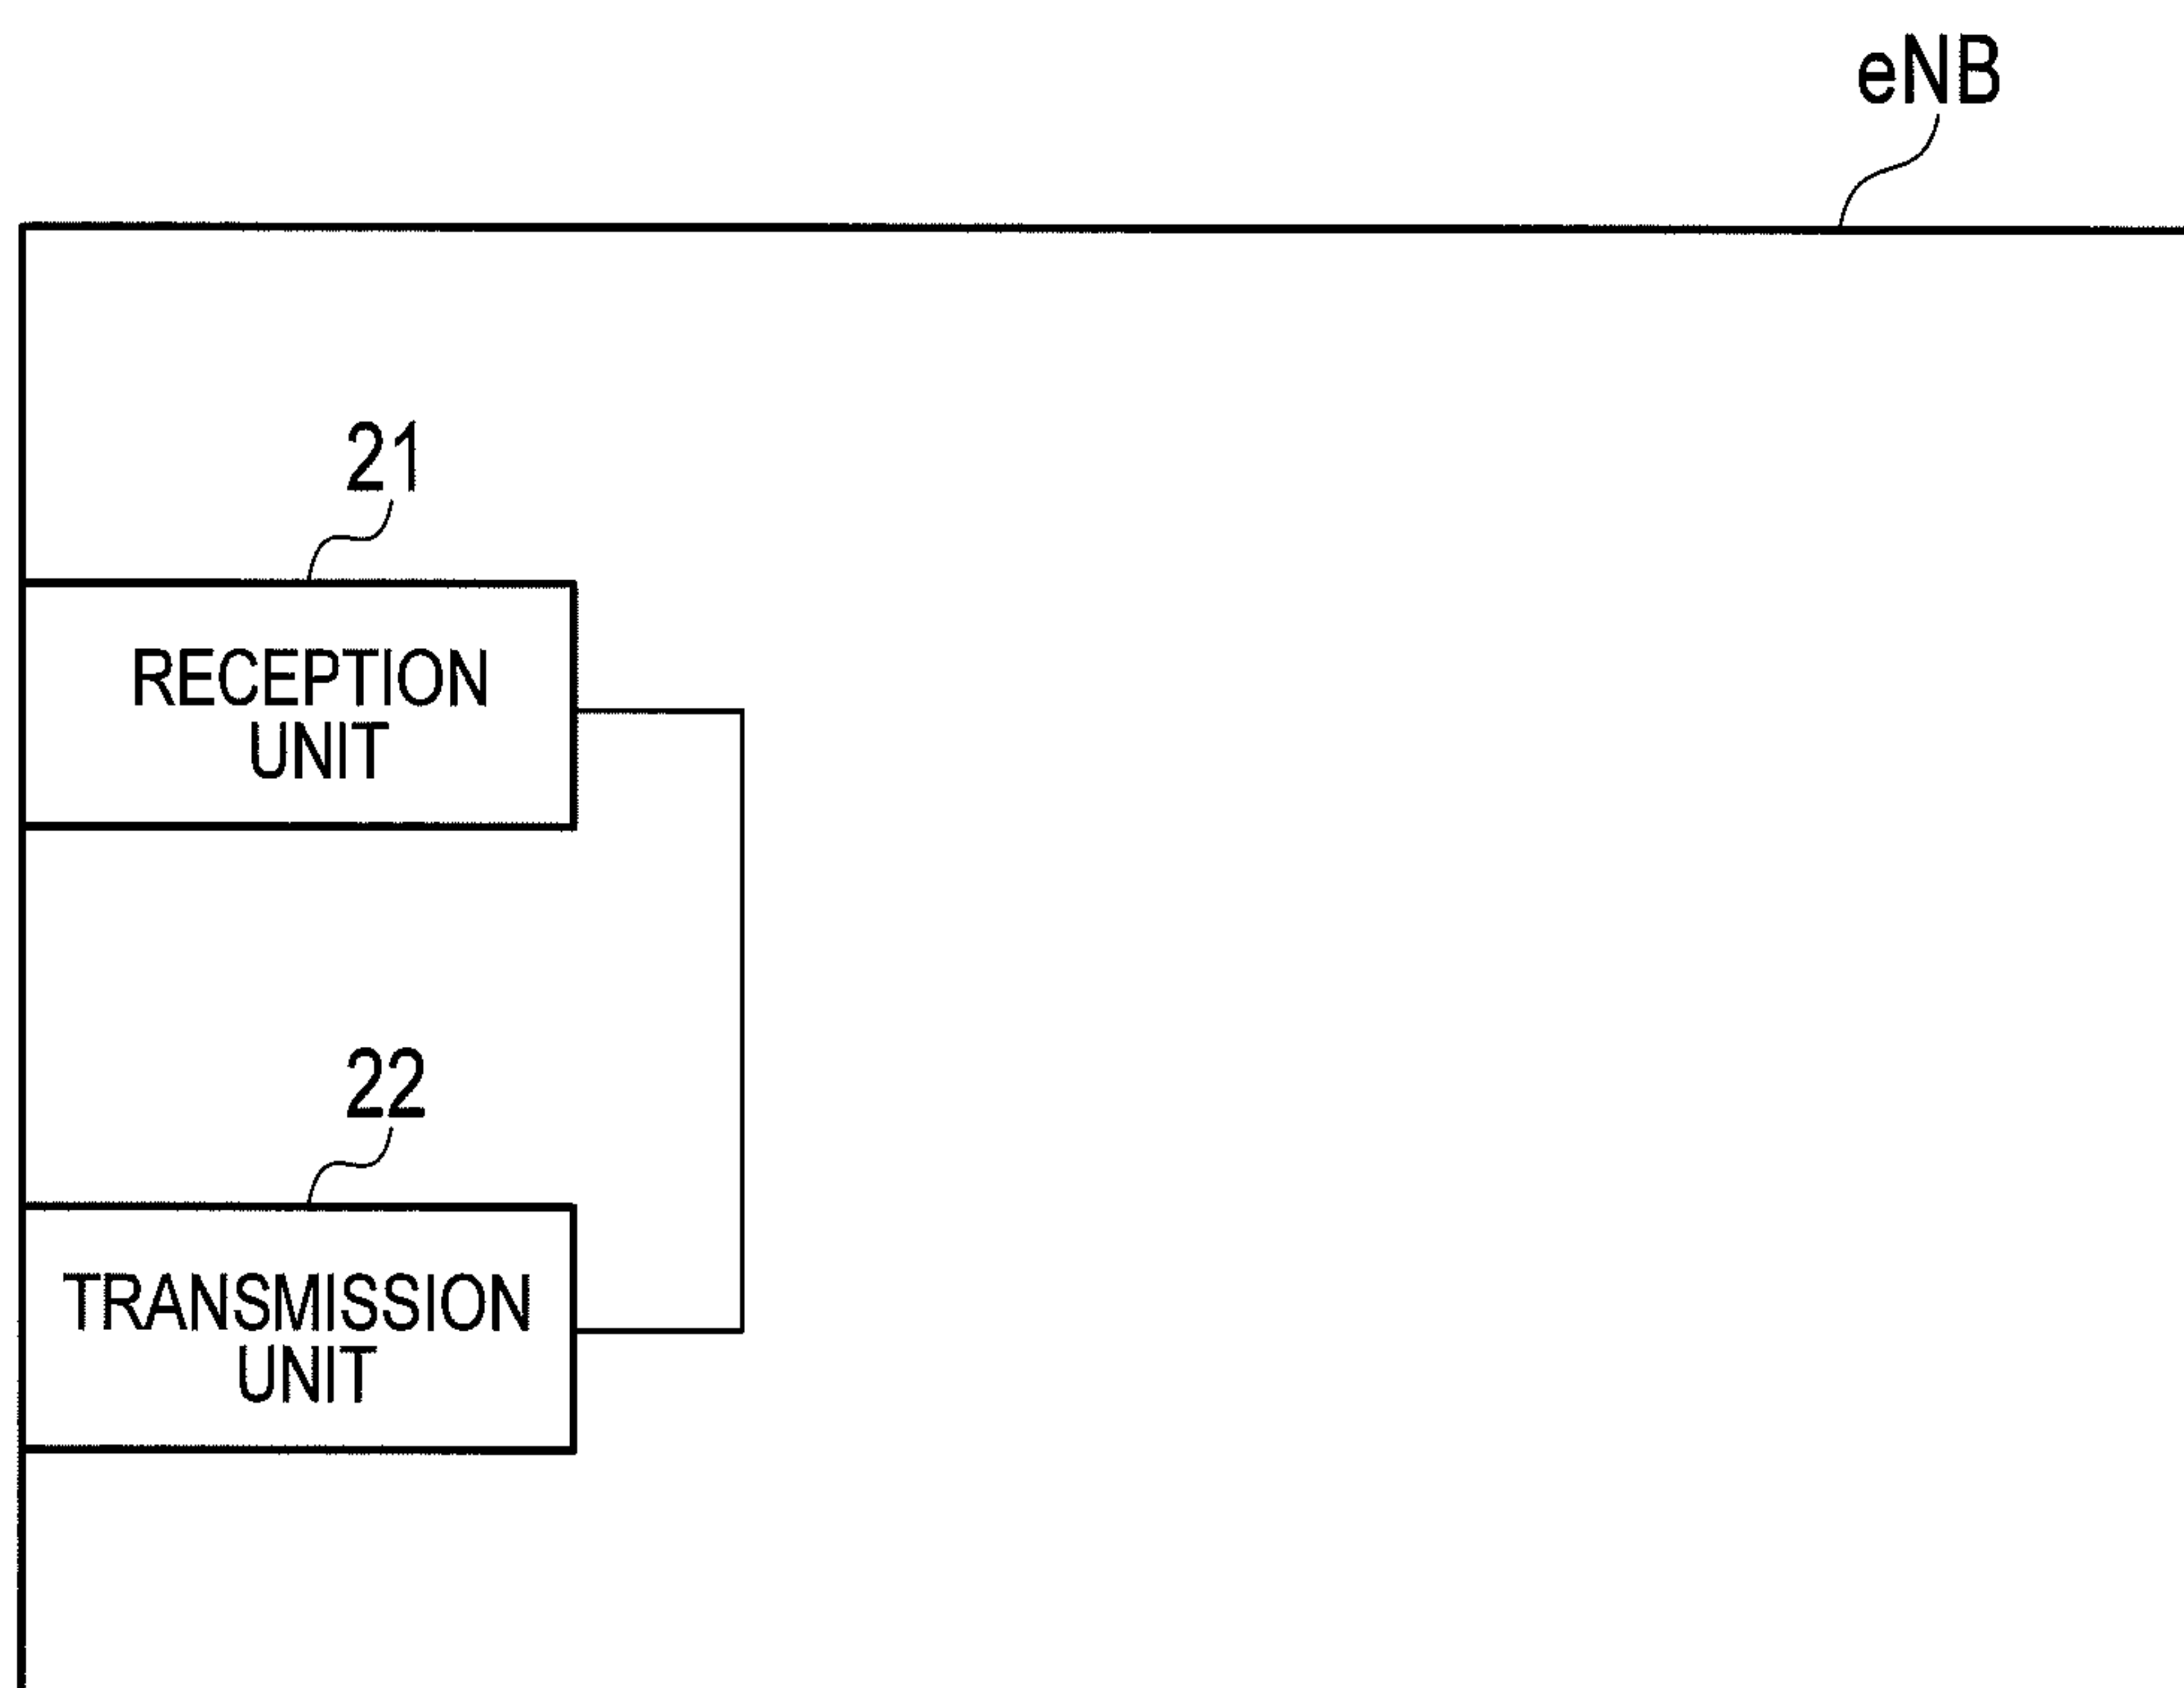 eNB
21
RECEPTION
UNIT
22
TRANSMISSION
UNIT